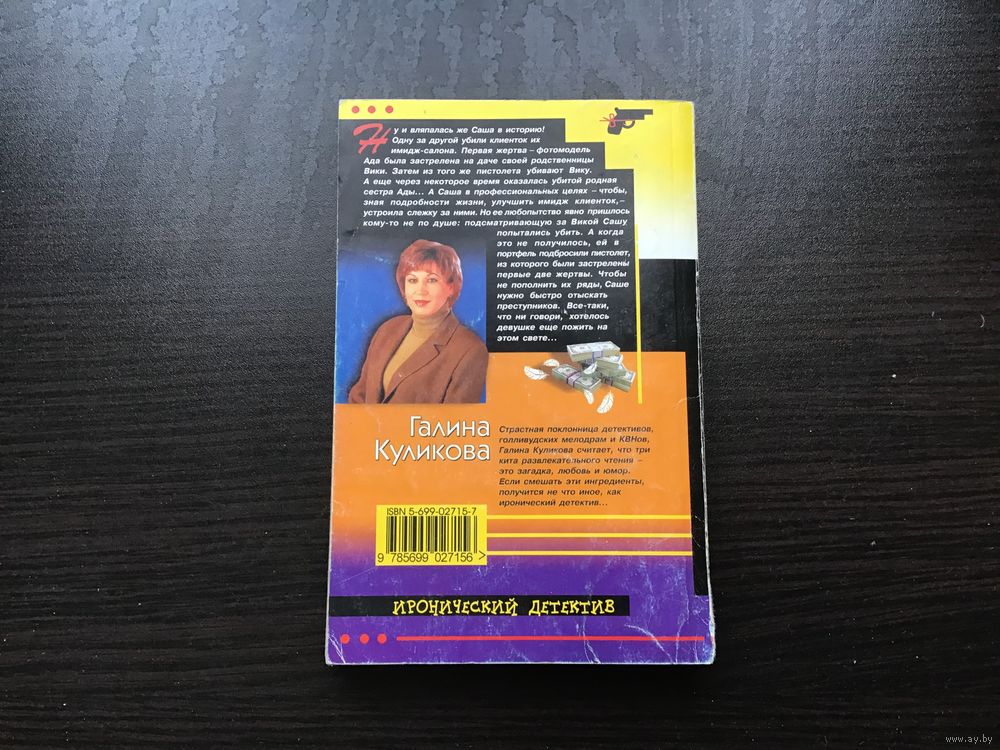 Ну и вляпалась же Саша в историю!
Одну за другой убили клиенток их
имидж-салона. Первая жертва – фотомодель
Ада была застрелена на даче своей родственницы
Вики. Затем из того же пистолета убивают Вику.
А еще через некоторое время оказалась убитой родная
сестра Ады... А Саша в профессиональных целях – чтобы,
зная подробности жизни, улучшить имидж клиенток,–
устроила слежку за ними. Но ее любопытство явно пришлось
кому-то не по душе: подсматривающую за Викой Сашу
попытались убить. А когда
это не получилось, ей в
портфель подбросили пистолет,
из которого были застрелены
первые две жертвы. Чтобы
не пополнить их ряды, Саше
нужно быстро отыскать
преступников. Все-таки,
что ни говори, хотелось
девушке еще пожить на
этом свете...
Галина
Куликова
Страстная поклонница детективов,
голливудских мелодрам и КВНов,
Галина Куликова считает, что три
кита развлекательного чтения –
это загадка, любовь и юмор.
Если смешать эти ингредиенты,
получится не что иное, как
иронический детектив...
ISBN 5-699-02715-7
9 785699 027156 >
ИРОНИЧЕСКИЙ ДЕТЕКТИВ
www.ay.by